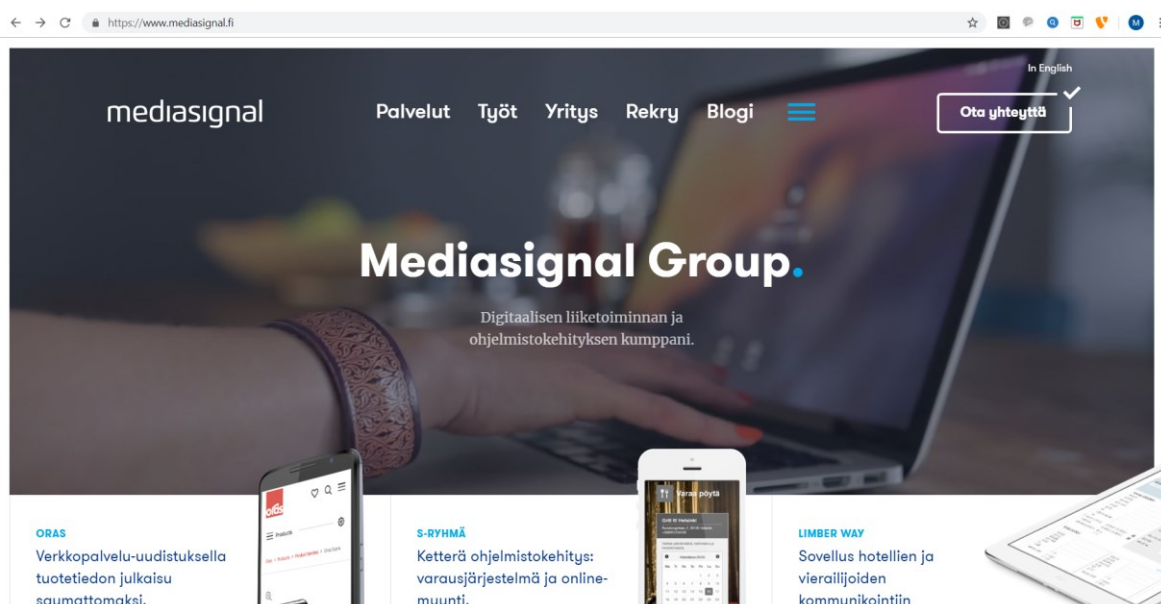 https://www.mediasignal.fi
M
In English
mediasignal
Palvelut Työt Yritys Rekry Blogi
Ota yhteyttä
Mediasignal Group.
Digitaalisen liiketoiminnan ja
ohjelmistokehityksen kumppani.
ORAS
Verkkopalvelu-uudistuksella
tuotetiedon julkaisu
saumattomaksi.
oras
Products
S-RYHMÄ
Ketterä ohjelmistokehitys:
varausjärjestelmä ja online-
myynti.
Varaa pöytä
LIMBER WAY
Sovellus hotellien ja
vierailijoiden
kommunikointiin